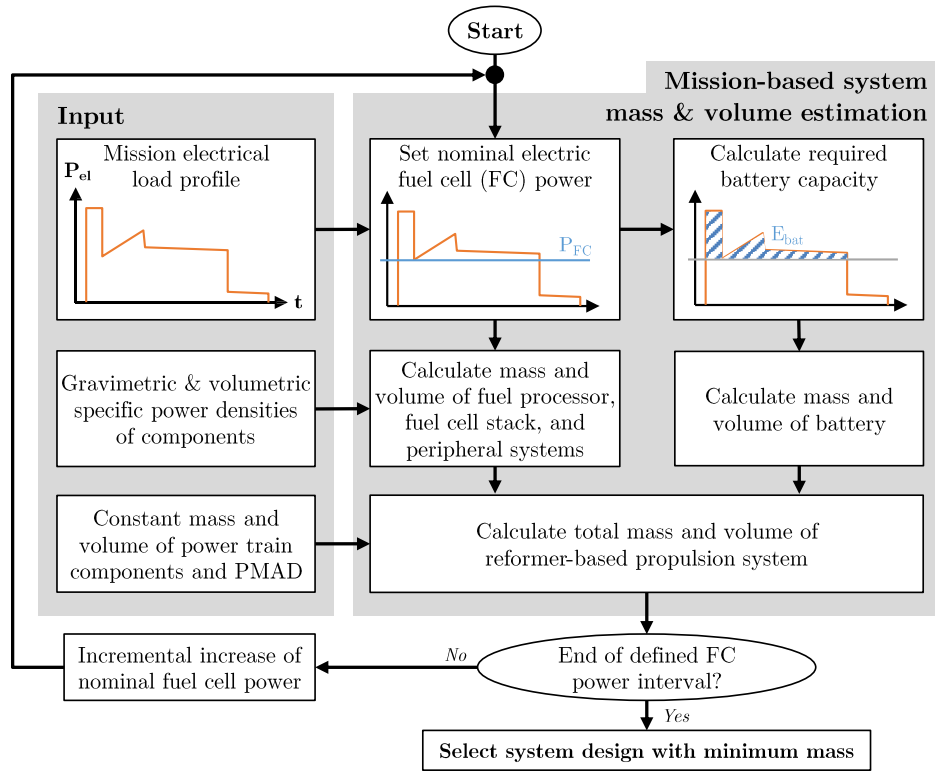 Start
Mission-based system
mass & volume estimation
Input
Mission electrical
load profile
P_el
t
Set nominal electric
fuel cell (FC) power
P_FC
Calculate required
battery capacity
E_bat
Gravimetric & volumetric
specific power densities
of components
Calculate mass and
volume of fuel processor,
fuel cell stack, and
peripheral systems
Calculate mass and
volume of battery
Constant mass and
volume of power train
components and PMAD
Calculate total mass and volume of
reformer-based propulsion system
Incremental increase of
nominal fuel cell power
No
End of defined FC
power interval?
Yes
Select system design with minimum mass